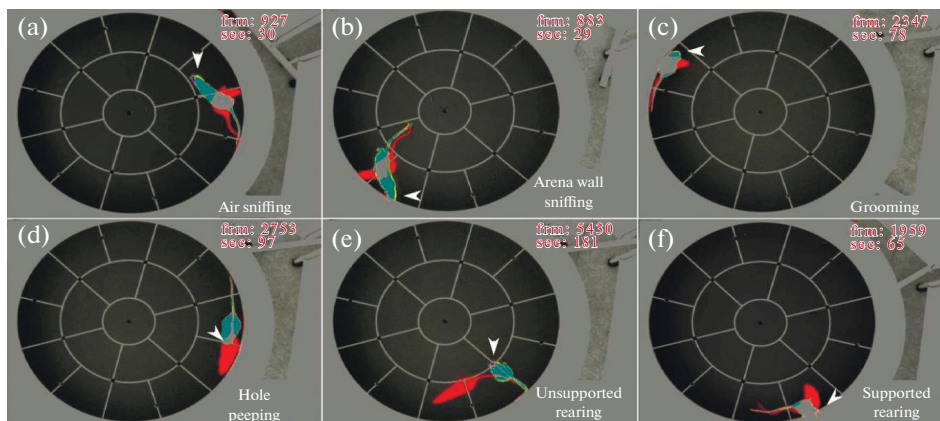 (a)
frm: 927
sec: 30
Air sniffing
(b)
frm: 883
sec: 29
Arena wall
sniffing
(c)
frm: 2347
sec: 78
Grooming
(d)
frm: 2753
sec: 97
Hole
peeping
(e)
frm: 5430
sec: 181
Unsupported
rearing
(f)
frm: 1959
sec: 65
Supported
rearing